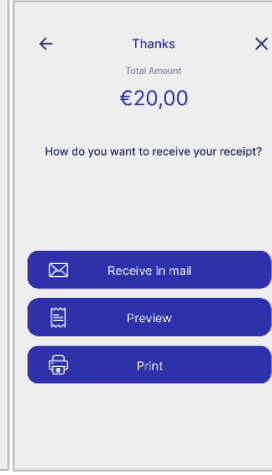 Thanks
Total Amount
€20,00
How do you want to receive your receipt?
Receive in mail
Preview
Print